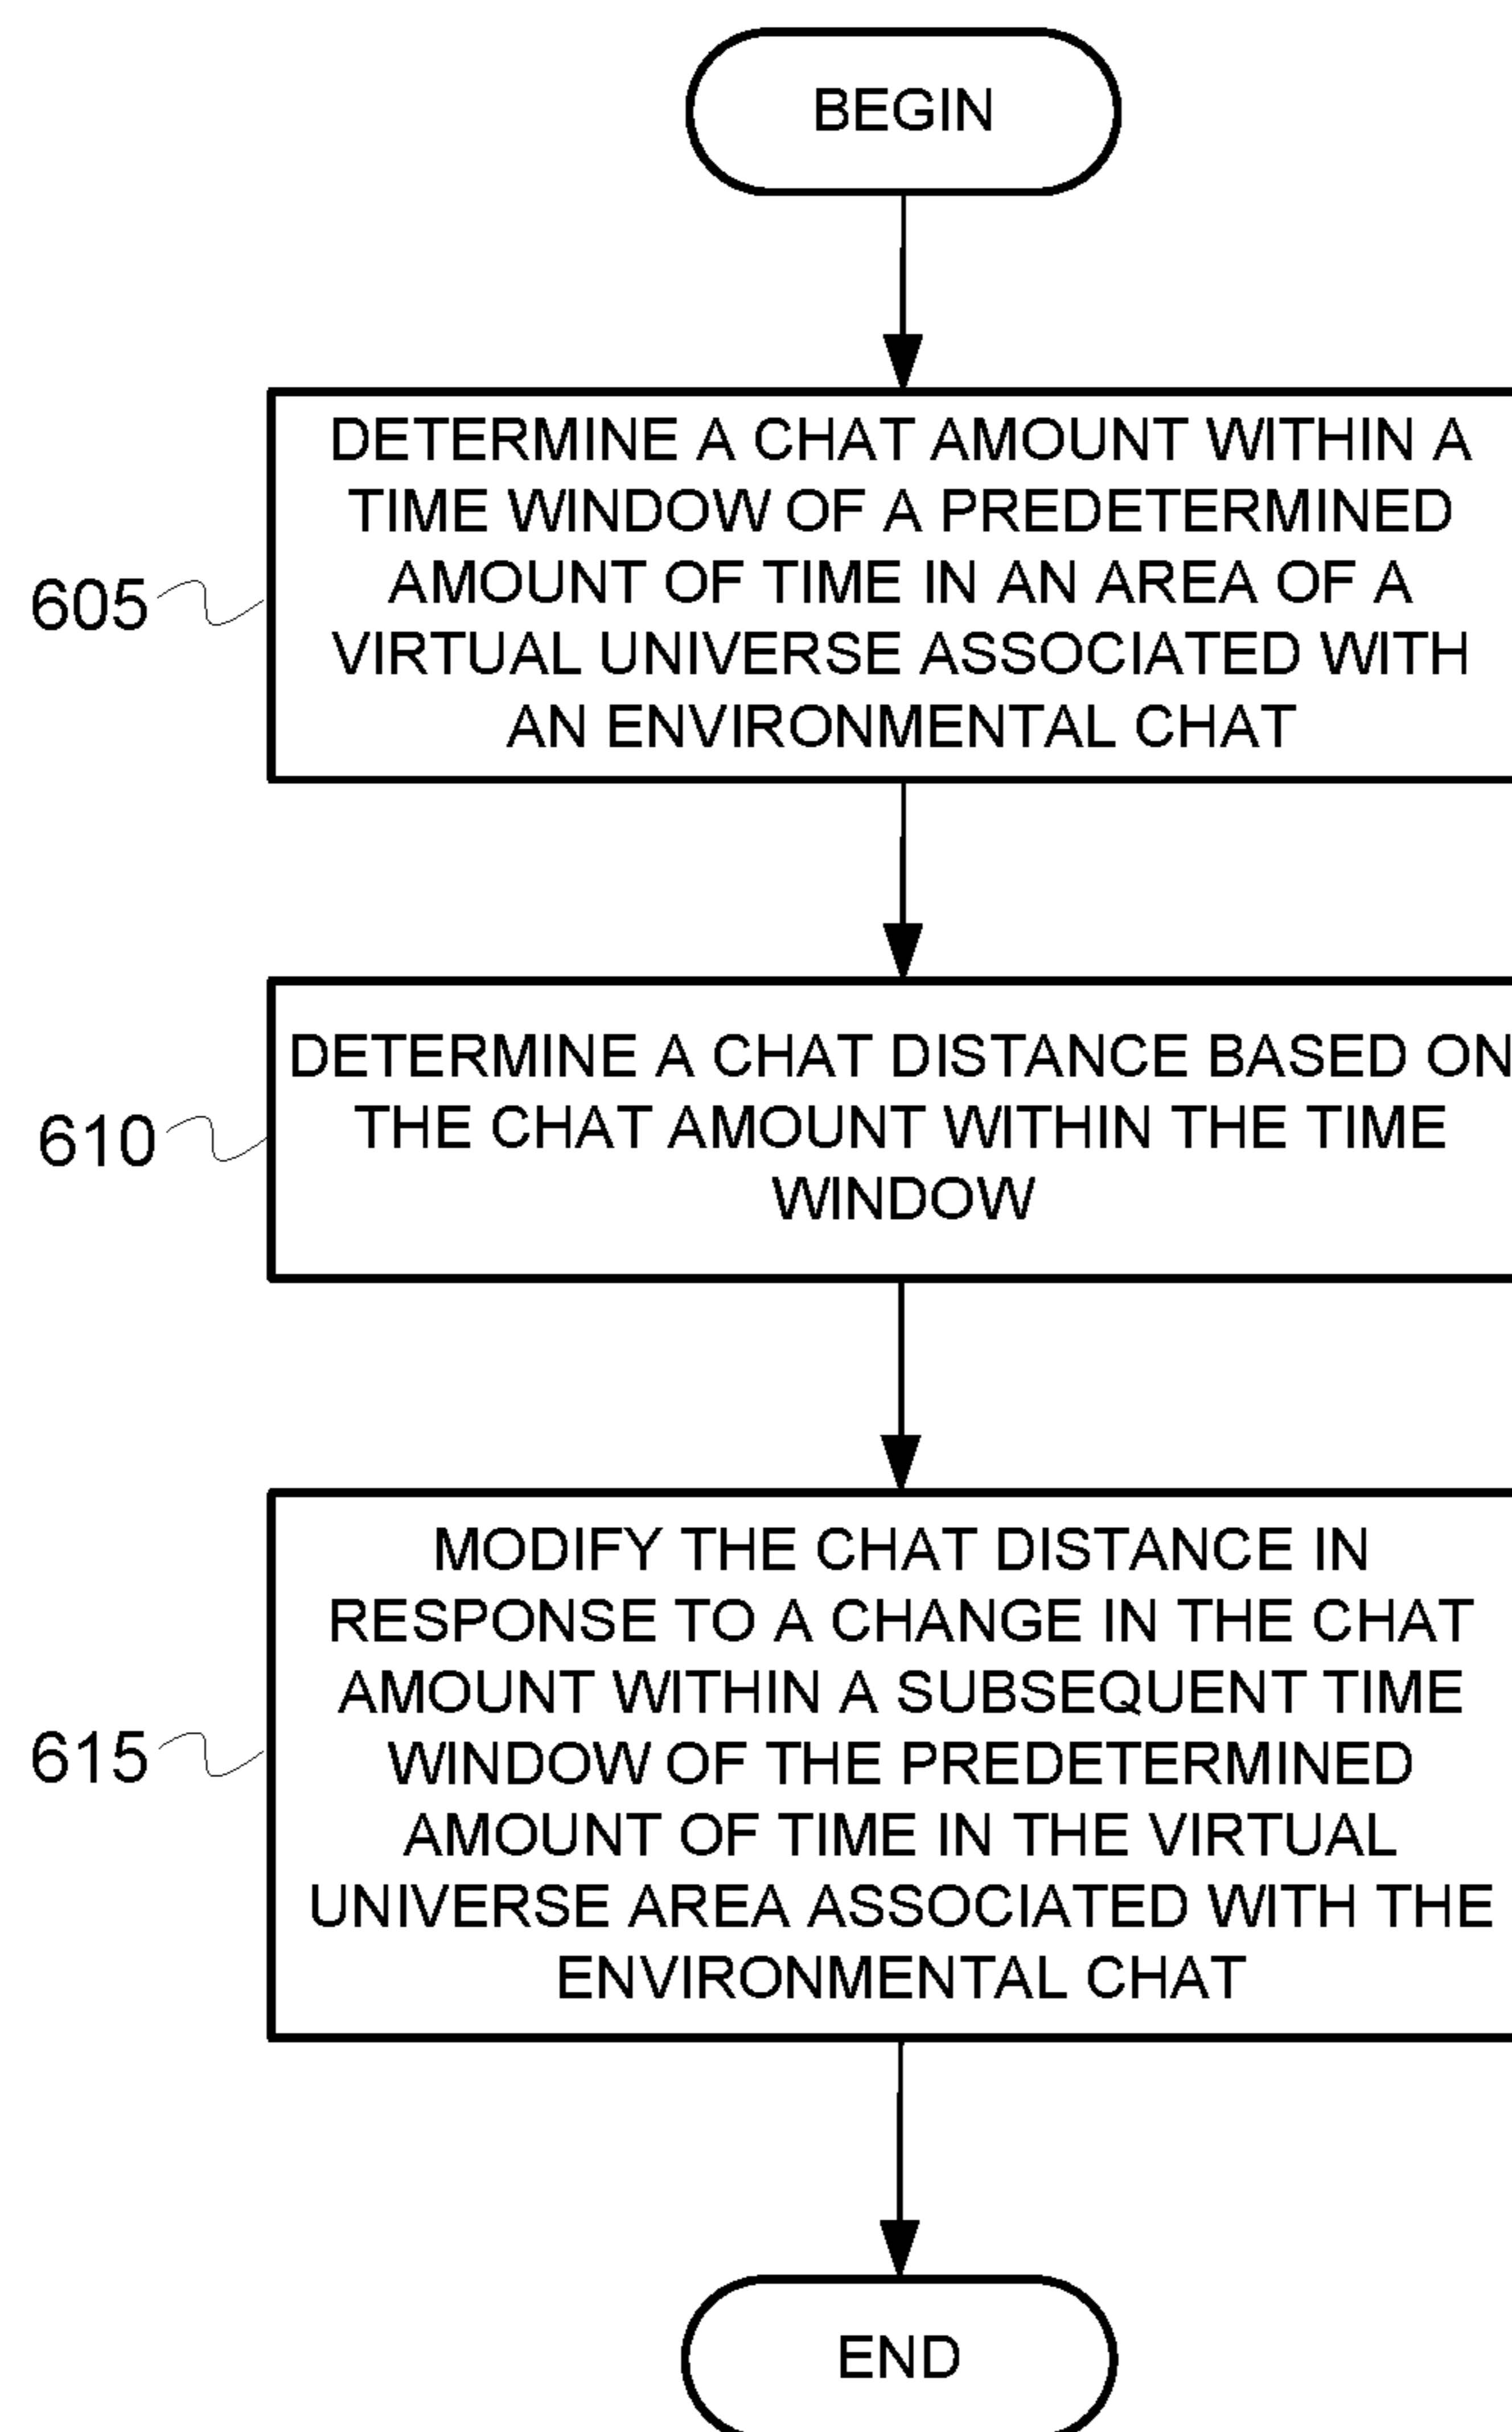 BEGIN
DETERMINE A CHAT AMOUNT WITHIN A
TIME WINDOW OF A PREDETERMINED
AMOUNT OF TIME IN AN AREA OF A
VIRTUAL UNIVERSE ASSOCIATED WITH
AN ENVIRONMENTAL CHAT
605
DETERMINE A CHAT DISTANCE BASED ON
THE CHAT AMOUNT WITHIN THE TIME
WINDOW
610
MODIFY THE CHAT DISTANCE IN
RESPONSE TO A CHANGE IN THE CHAT
AMOUNT WITHIN A SUBSEQUENT TIME
WINDOW OF THE PREDETERMINED
AMOUNT OF TIME IN THE VIRTUAL
UNIVERSE AREA ASSOCIATED WITH THE
ENVIRONMENTAL CHAT
615
END